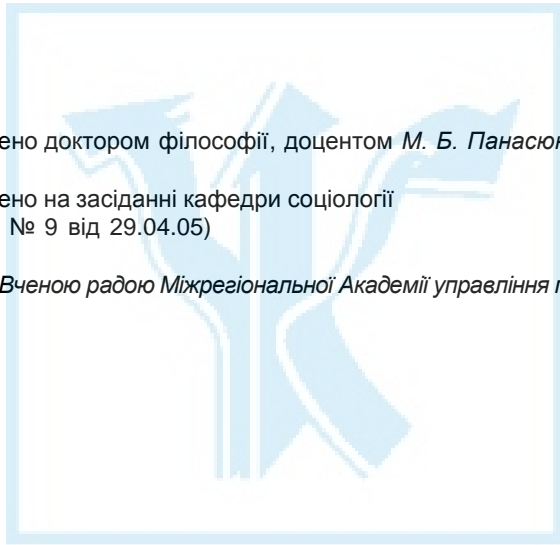 ено доктором філософії, доцентом М. Б. Панасюк
ено на засіданні кафедри соціології
№ 9 від 29.04.05)
Вченою радою Міжрегіональної Академії управління п